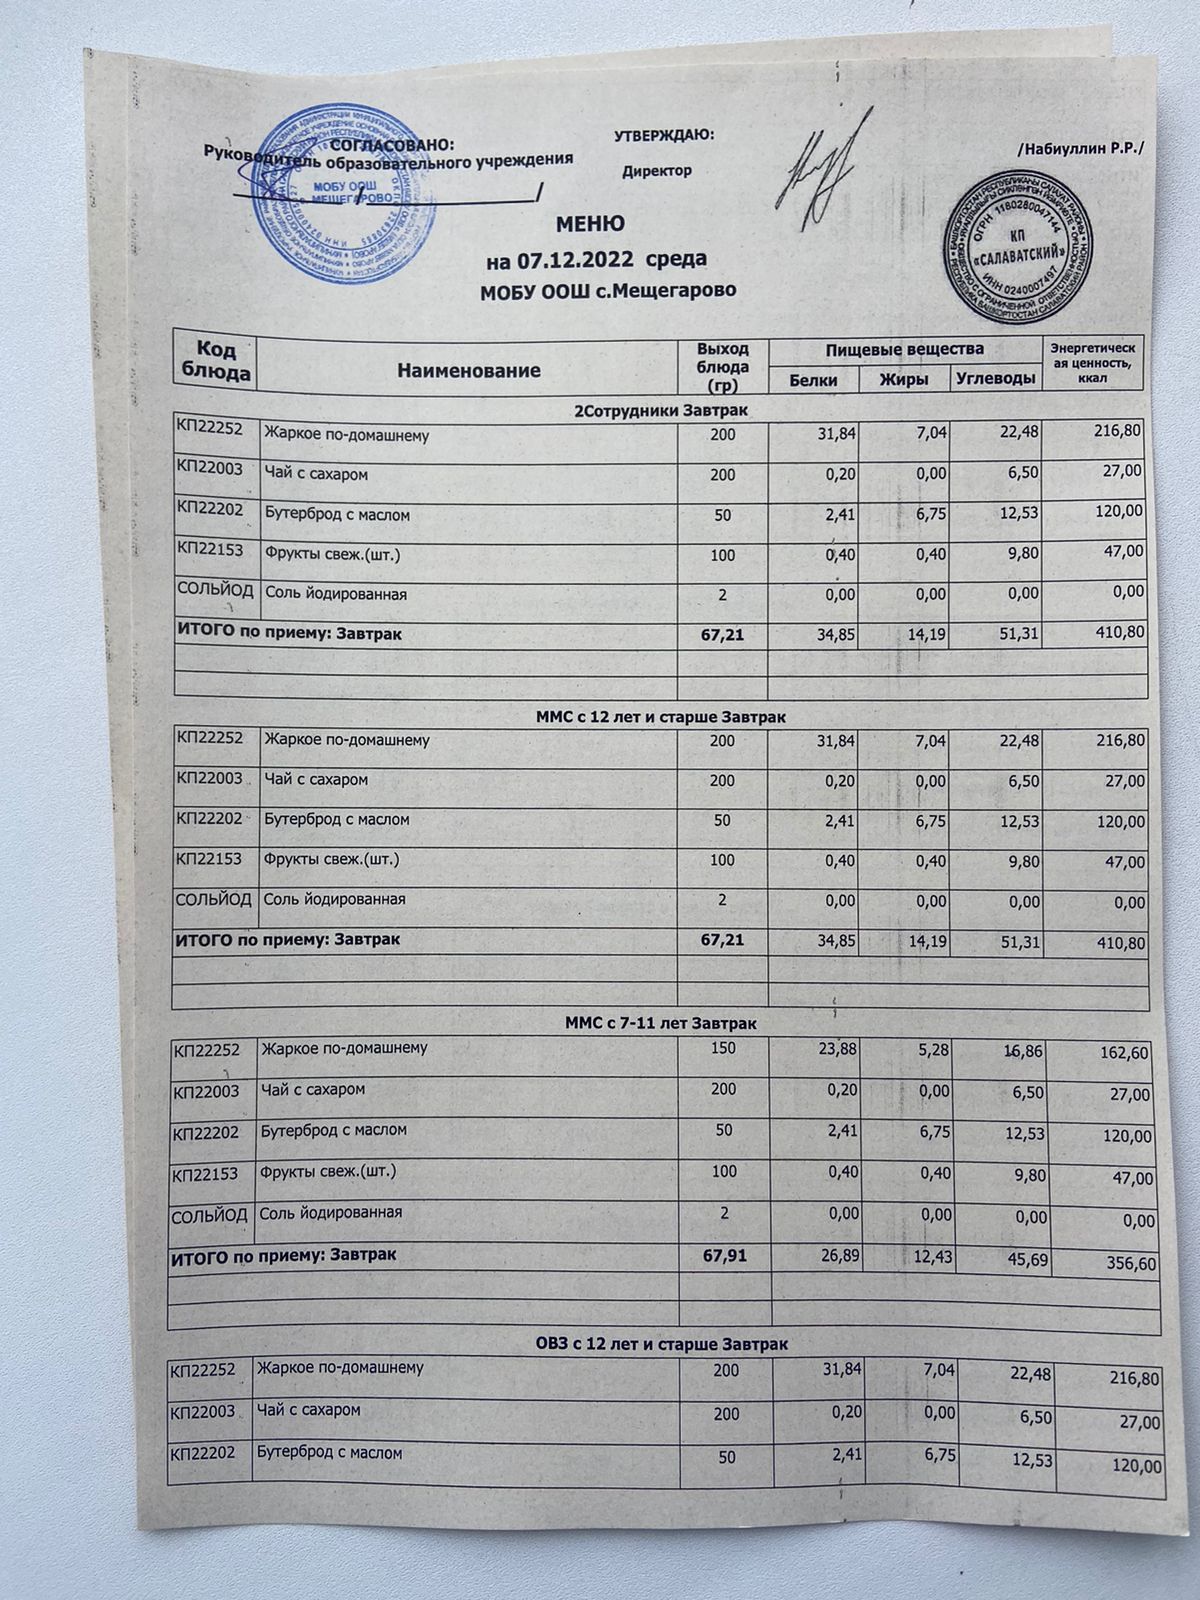 СОГЛАСОВАНО:
Руководитель образовательного учреждения
/ /
МОБУ ООШ
с. МЕЩЕГАРОВО
УТВЕРЖДАЮ:
Директор
/Набиуллин Р.Р./
ОГРН 1180280047144
КП
«САЛАВАТСКИЙ»
ИНН 0240007497
МЕНЮ
на 07.12.2022 среда
МОБУ ООШ с.Мещегарово
Код блюда Наименование Выход блюда (гр) Пищевые вещества Энергетическ ая ценность, ккал
Белки Жиры Углеводы
2Сотрудники Завтрак
КП22252 Жаркое по-домашнему 200 31,84 7,04 22,48 216,80
КП22003 Чай с сахаром 200 0,20 0,00 6,50 27,00
КП22202 Бутерброд с маслом 50 2,41 6,75 12,53 120,00
КП22153 Фрукты свеж.(шт.) 100 0,40 0,40 9,80 47,00
СОЛЬЙОД Соль йодированная 2 0,00 0,00 0,00 0,00
ИТОГО по приему: Завтрак 67,21 34,85 14,19 51,31 410,80
ММС с 12 лет и старше Завтрак
КП22252 Жаркое по-домашнему 200 31,84 7,04 22,48 216,80
КП22003 Чай с сахаром 200 0,20 0,00 6,50 27,00
КП22202 Бутерброд с маслом 50 2,41 6,75 12,53 120,00
КП22153 Фрукты свеж.(шт.) 100 0,40 0,40 9,80 47,00
СОЛЬЙОД Соль йодированная 2 0,00 0,00 0,00 0,00
ИТОГО по приему: Завтрак 67,21 34,85 14,19 51,31 410,80
ММС с 7-11 лет Завтрак
КП22252 Жаркое по-домашнему 150 23,88 5,28 16,86 162,60
КП22003 Чай с сахаром 200 0,20 0,00 6,50 27,00
КП22202 Бутерброд с маслом 50 2,41 6,75 12,53 120,00
КП22153 Фрукты свеж.(шт.) 100 0,40 0,40 9,80 47,00
СОЛЬЙОД Соль йодированная 2 0,00 0,00 0,00 0,00
ИТОГО по приему: Завтрак 67,91 26,89 12,43 45,69 356,60
ОВЗ с 12 лет и старше Завтрак
КП22252 Жаркое по-домашнему 200 31,84 7,04 22,48 216,80
КП22003 Чай с сахаром 200 0,20 0,00 6,50 27,00
КП22202 Бутерброд с маслом 50 2,41 6,75 12,53 120,00